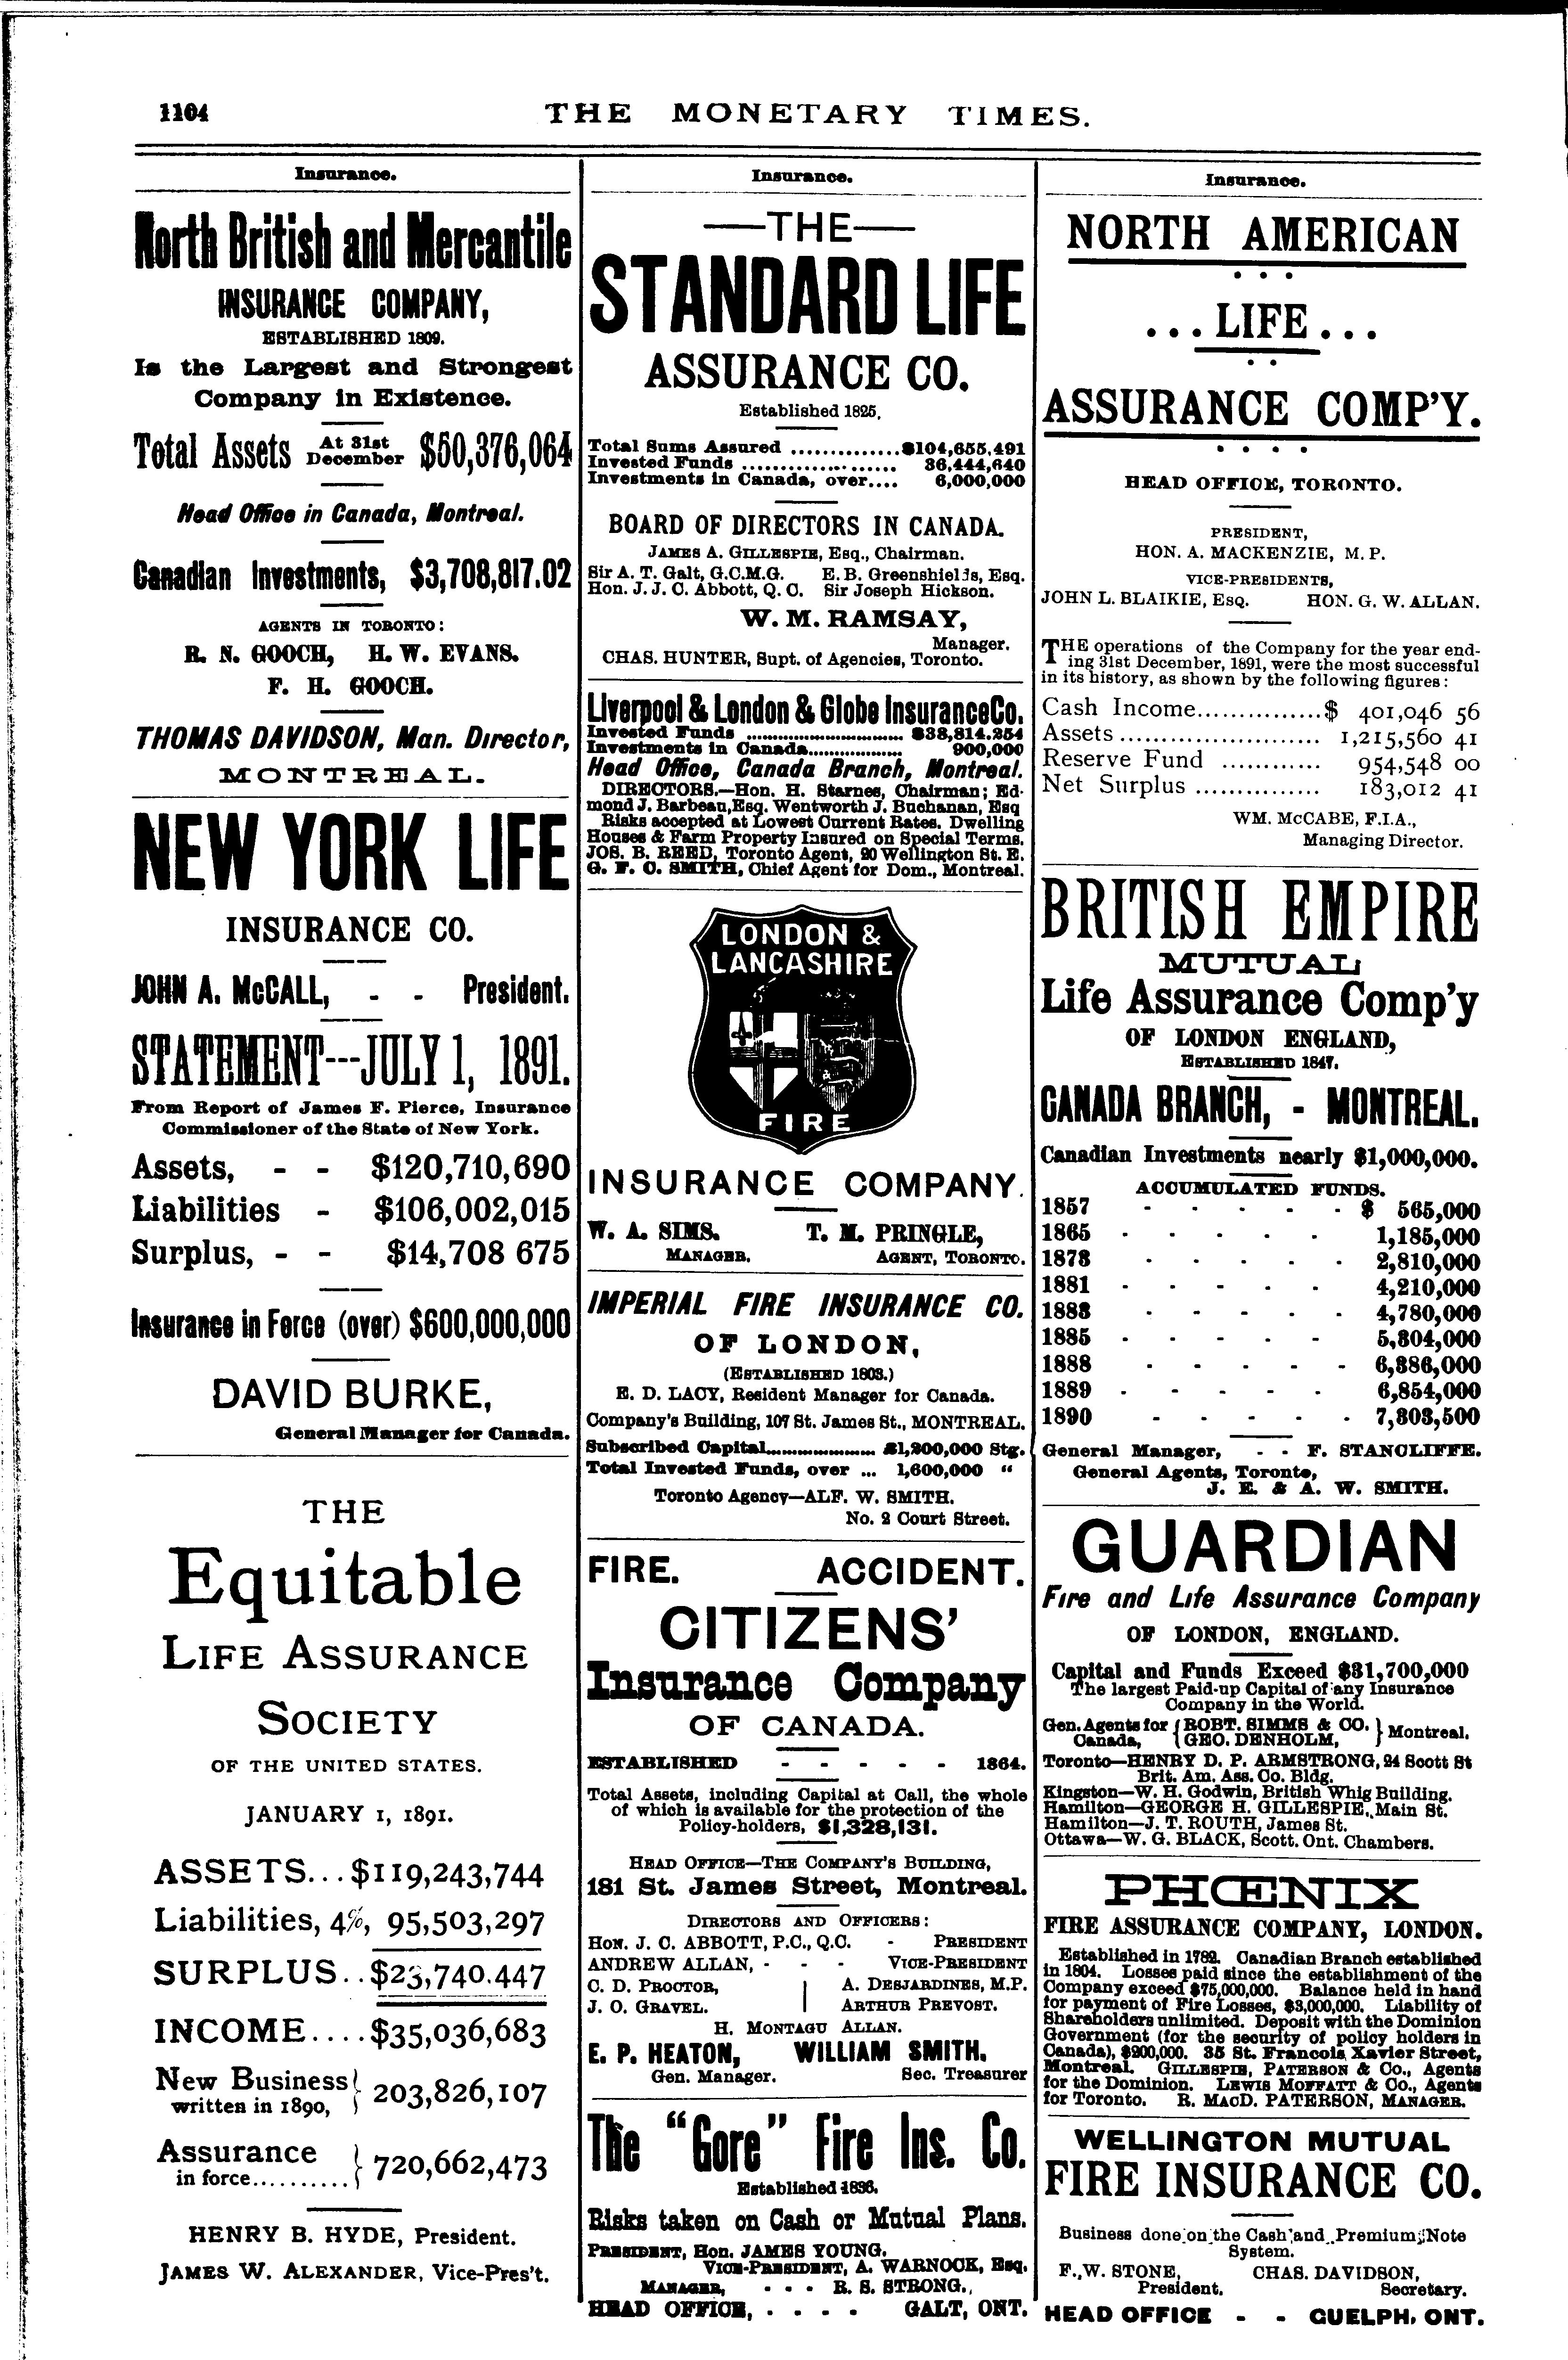 1104
THE MONETARY TIMES.
Insurance.
North British and Mercantile
INSURANCE COMPANY,
ESTABLISHED 1809.
Is the Largest and Strongest
Company in Existence.
Total Assets At 31st December $50,376,064
Head Office in Canada, Montreal.
Canadian Investments, $3,708,817.02
AGENTS IN TORONTO:
R. N. GOOCH, H. W. EVANS.
F. H. GOOCH.
THOMAS DAVIDSON, Man. Director,
MONTREAL.
NEW YORK LIFE
INSURANCE CO.
JOHN A. McCALL, - - President.
STATEMENT---JULY 1, 1891.
From Report of James F. Pierce, Insurance
Commissioner of the State of New York.
Assets, - - $120,710,690
Liabilities - $106,002,015
Surplus, - - $14,708 675
Insurance in Force (over) $600,000,000
DAVID BURKE,
General Manager for Canada.
THE
Equitable
LIFE ASSURANCE
SOCIETY
OF THE UNITED STATES.
JANUARY 1, 1891.
ASSETS...$119,243,744
Liabilities, 4%, 95,503,297
SURPLUS..$23,740.447
INCOME....$35,036,683
New Business
written in 1890, } 203,826,107
Assurance
in force.......... } 720,662,473
HENRY B. HYDE, President.
JAMES W. ALEXANDER, Vice-Pres't.
Insurance.
—THE—
STANDARD LIFE
ASSURANCE CO.
Established 1825.
Total Sums Assured ..............$104,655,491
Invested Funds .................... 36,444,640
Investments in Canada, over.... 6,000,000
BOARD OF DIRECTORS IN CANADA.
JAMES A. GILLESPIE, Esq., Chairman.
Sir A. T. Galt, G.C.M.G. E. B. Greenshields, Esq.
Hon. J. J. C. Abbott, Q. C. Sir Joseph Hickson.
W. M. RAMSAY,
Manager.
CHAS. HUNTER, Supt. of Agencies, Toronto.
Liverpool & London & Globe Insurance Co.
Invested Funds .............................. $38,814.254
Investments in Canada.................. 900,000
Head Office, Canada Branch, Montreal.
DIRECTORS.—Hon. H. Starnes, Chairman; Ed-
mond J. Barbeau, Esq. Wentworth J. Buchanan, Esq
Risks accepted at Lowest Current Rates. Dwelling
Houses & Farm Property Insured on Special Terms.
JOS. B. REED, Toronto Agent, 20 Wellington St. E.
G. F. C. SMITH, Chief Agent for Dom., Montreal.
LONDON &
LANCASHIRE
FIRE
INSURANCE COMPANY.
W. A. SIMS. T. M. PRINGLE,
MANAGER. AGENT, TORONTO.
IMPERIAL FIRE INSURANCE CO.
OF LONDON,
(ESTABLISHED 1803.)
E. D. LACY, Resident Manager for Canada.
Company's Building, 107 St. James St., MONTREAL.
Subscribed Capital..................... £1,200,000 Stg.
Total Invested Funds, over ... 1,600,000 "
Toronto Agency—ALF. W. SMITH.
No. 2 Court Street.
FIRE. ACCIDENT.
CITIZENS'
Insurance Company
OF CANADA.
ESTABLISHED - - - - - 1864.
Total Assets, including Capital at Call, the whole
of which is available for the protection of the
Policy-holders, $1,328,131.
HEAD OFFICE—THE COMPANY'S BUILDING,
181 St. James Street, Montreal.
DIRECTORS AND OFFICERS:
HON. J. C. ABBOTT, P.C., Q.C. - PRESIDENT
ANDREW ALLAN, - - - VICE-PRESIDENT
C. D. PROCTOR, | A. DESJARDINES, M.P.
J. O. GRAVEL. | ARTHUR PREVOST.
H. MONTAGU ALLAN.
E. P. HEATON, WILLIAM SMITH.
Gen. Manager. Sec. Treasurer
The "Gore" Fire Ins. Co.
Established 1836.
Risks taken on Cash or Mutual Plans.
PRESIDENT, Hon. JAMES YOUNG.
VICE-PRESIDENT, A. WARNOCK, Esq.
MANAGER, - - - R. S. STRONG.
HEAD OFFICE, - - - - GALT, ONT.
Insurance.
NORTH AMERICAN
...LIFE...
ASSURANCE COMP'Y.
HEAD OFFICE, TORONTO.
PRESIDENT,
HON. A. MACKENZIE, M. P.
VICE-PRESIDENTS,
JOHN L. BLAIKIE, ESQ. HON. G. W. ALLAN.
THE operations of the Company for the year end-
ing 31st December, 1891, were the most successful
in its history, as shown by the following figures:
Cash Income...............$ 401,046 56
Assets ........................ 1,215,560 41
Reserve Fund ............ 954,548 00
Net Surplus ............... 183,012 41
WM. McCABE, F.I.A.,
Managing Director.
BRITISH EMPIRE
MUTUAL
Life Assurance Comp'y
OF LONDON ENGLAND,
ESTABLISHED 1847.
CANADA BRANCH, - MONTREAL.
Canadian Investments nearly $1,000,000.
ACCUMULATED FUNDS.
1857 - - - - - $ 565,000
1865 - - - - - 1,185,000
1878 - - - - - 2,810,000
1881 - - - - - 4,210,000
1883 - - - - - 4,780,000
1885 - - - - - 5,304,000
1888 - - - - - 6,386,000
1889 - - - - - 6,854,000
1890 - - - - - 7,303,500
General Manager, - - F. STANCLIFFE.
General Agents, Toronto,
J. E. & A. W. SMITH.
GUARDIAN
Fire and Life Assurance Company
OF LONDON, ENGLAND.
Capital and Funds Exceed $31,700,000
The largest Paid-up Capital of any Insurance
Company in the World.
Gen. Agents for Canada, { ROBT. SIMMS & CO. GEO. DENHOLM, } Montreal.
Toronto—HENRY D. P. ARMSTRONG, 24 Scott St
Brit. Am. Ass. Co. Bldg.
Kingston—W. H. Godwin, British Whig Building.
Hamilton—GEORGE H. GILLESPIE, Main St.
Hamilton—J. T. ROUTH, James St.
Ottawa—W. G. BLACK, Scott. Ont. Chambers.
PHŒNIX
FIRE ASSURANCE COMPANY, LONDON.
Established in 1782. Canadian Branch established
in 1804. Losses paid since the establishment of the
Company exceed $75,000,000. Balance held in hand
for payment of Fire Losses, $3,000,000. Liability of
Shareholders unlimited. Deposit with the Dominion
Government (for the security of policy holders in
Canada), $200,000. 35 St. Francois Xavier Street,
Montreal. GILLESPIE, PATERSON & Co., Agents
for the Dominion. LEWIS MOFFATT & Co., Agents
for Toronto. R. MACD. PATERSON, MANAGER.
WELLINGTON MUTUAL
FIRE INSURANCE CO.
Business done on the Cash and Premium Note
System.
F. W. STONE, CHAS. DAVIDSON,
President. Secretary.
HEAD OFFICE - - GUELPH, ONT.